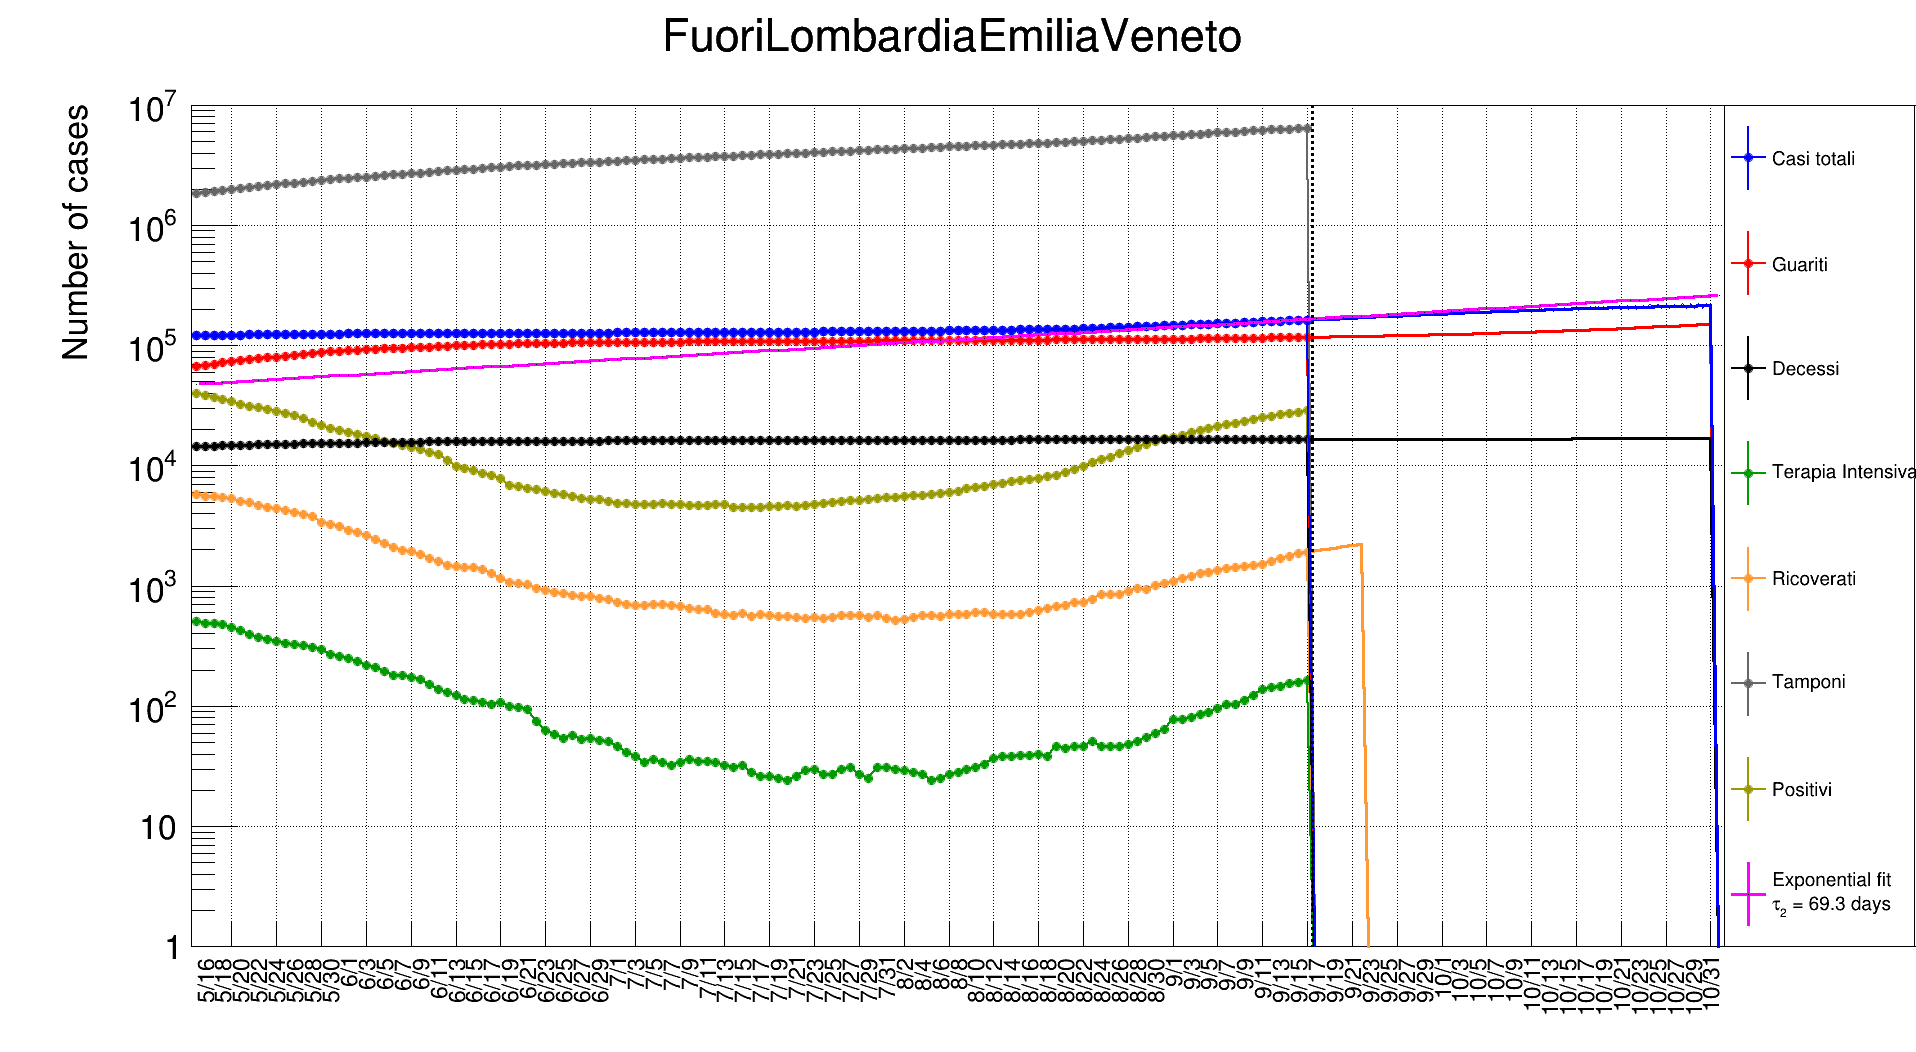 FuoriLombardiaEmiliaVeneto
Number of cases
10^7
10^6
10^5
10^4
10^3
10^2
10
1
5/16 5/18 5/20 5/22 5/24 5/26 5/28 5/30 6/1 6/3 6/5 6/7 6/9 6/11 6/13 6/15 6/17 6/19 6/21 6/23 6/25 6/27 6/29 7/1 7/3 7/5 7/7 7/9 7/11 7/13 7/15 7/17 7/19 7/21 7/23 7/25 7/27 7/29 7/31 8/2 8/4 8/6 8/8 8/10 8/12 8/14 8/16 8/18 8/20 8/22 8/24 8/26 8/28 8/30 9/1 9/3 9/5 9/7 9/9 9/11 9/13 9/15 9/17 9/19 9/21 9/23 9/25 9/27 9/29 10/1 10/3 10/5 10/7 10/9 10/11 10/13 10/15 10/17 10/19 10/21 10/23 10/25 10/27 10/29 10/31
Casi totali
Guariti
Decessi
Terapia Intensiva
Ricoverati
Tamponi
Positivi
Exponential fit
τ₂ = 69.3 days